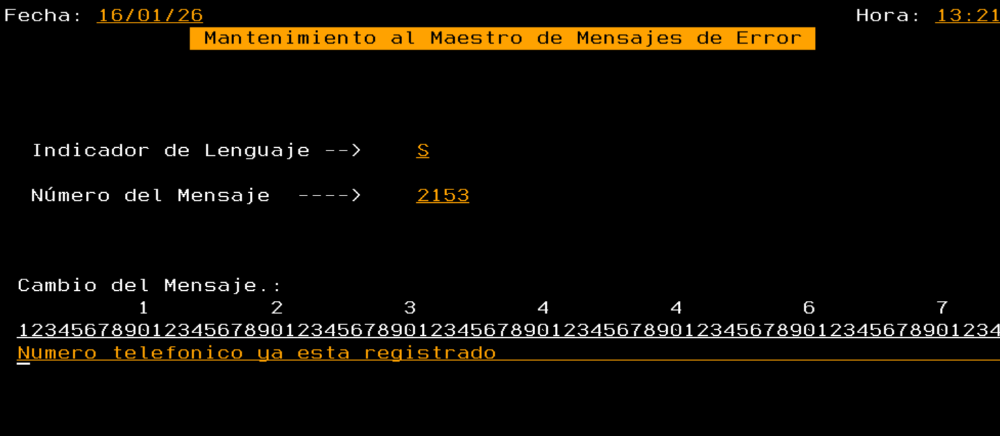 Fecha: 16/01/26 Hora: 13:21
Mantenimiento al Maestro de Mensajes de Error
Indicador de Lenguaje --> S
Número del Mensaje ----> 2153
Cambio del Mensaje.:
1 2 3 4 4 6 7
12345678901234567890123456789012345678901234567890123456789012345678901234
Numero telefonico ya esta registrado